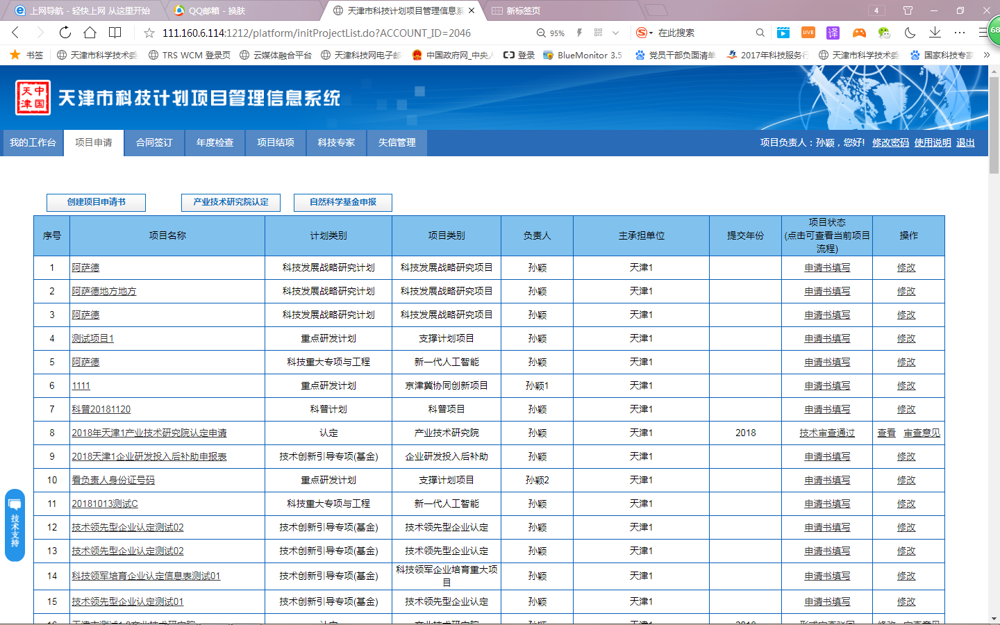 上网导航 - 轻快上网 从这里开始
QQ邮箱 - 换肤
天津市科技计划项目管理信息系
新标签页
4
111.160.6.114:1212/platform/initProjectList.do?ACCOUNT_ID=2046
95%
在此搜索
LIVE
译
68
书签
天津市科学技术委
TRS WCM 登录页
云媒体融合平台
天津科技网电子邮
中国政府网_中央人
登录
BlueMonitor 3.5
党员干部负面清单
2017年科技服务行
天津市科学技术委
国家科技专家
天津
中国
天津市科技计划项目管理信息系统
我的工作台 项目申请 合同签订 年度检查 项目结项 科技专家 失信管理
项目负责人：孙颖，您好! 修改密码 使用说明 退出
创建项目申请书 产业技术研究院认定 自然科学基金申报
序号 项目名称 计划类别 项目类别 负责人 主承担单位 提交年份 项目状态 (点击可查看当前项目流程) 操作
1 阿萨德 科技发展战略研究计划 科技发展战略研究项目 孙颖 天津1 申请书填写 修改
2 阿萨德地方地方 科技发展战略研究计划 科技发展战略研究项目 孙颖 天津1 申请书填写 修改
3 阿萨德 科技发展战略研究计划 科技发展战略研究项目 孙颖 天津1 申请书填写 修改
4 测试项目1 重点研发计划 支撑计划项目 孙颖 天津1 申请书填写 修改
5 阿萨德 科技重大专项与工程 新一代人工智能 孙颖 天津1 申请书填写 修改
6 1111 重点研发计划 京津冀协同创新项目 孙颖1 天津1 申请书填写 修改
7 科普20181120 科普计划 科普项目 孙颖 天津1 申请书填写 修改
8 2018年天津1产业技术研究院认定申请 认定 产业技术研究院 孙颖 天津1 2018 技术审查通过 查看 审查意见
9 2018天津1企业研发投入后补助申报表 技术创新引导专项(基金) 企业研发投入后补助 孙颖 天津1 申请书填写 修改
10 看负责人身份证号码 重点研发计划 支撑计划项目 孙颖2 天津1 申请书填写 修改
11 20181013测试C 科技重大专项与工程 新一代人工智能 孙颖 天津1 申请书填写 修改
12 技术领先型企业认定测试02 技术创新引导专项(基金) 技术领先型企业认定 孙颖 天津1 申请书填写 修改
13 技术领先型企业认定测试02 技术创新引导专项(基金) 技术领先型企业认定 孙颖 天津1 申请书填写 修改
14 科技领军培育企业认定信息表测试01 技术创新引导专项(基金) 科技领军企业培育重大项目 孙颖 天津1 申请书填写 修改
15 技术领先型企业认定测试01 技术创新引导专项(基金) 技术领先型企业认定 孙颖 天津1 申请书填写 修改
技术支持